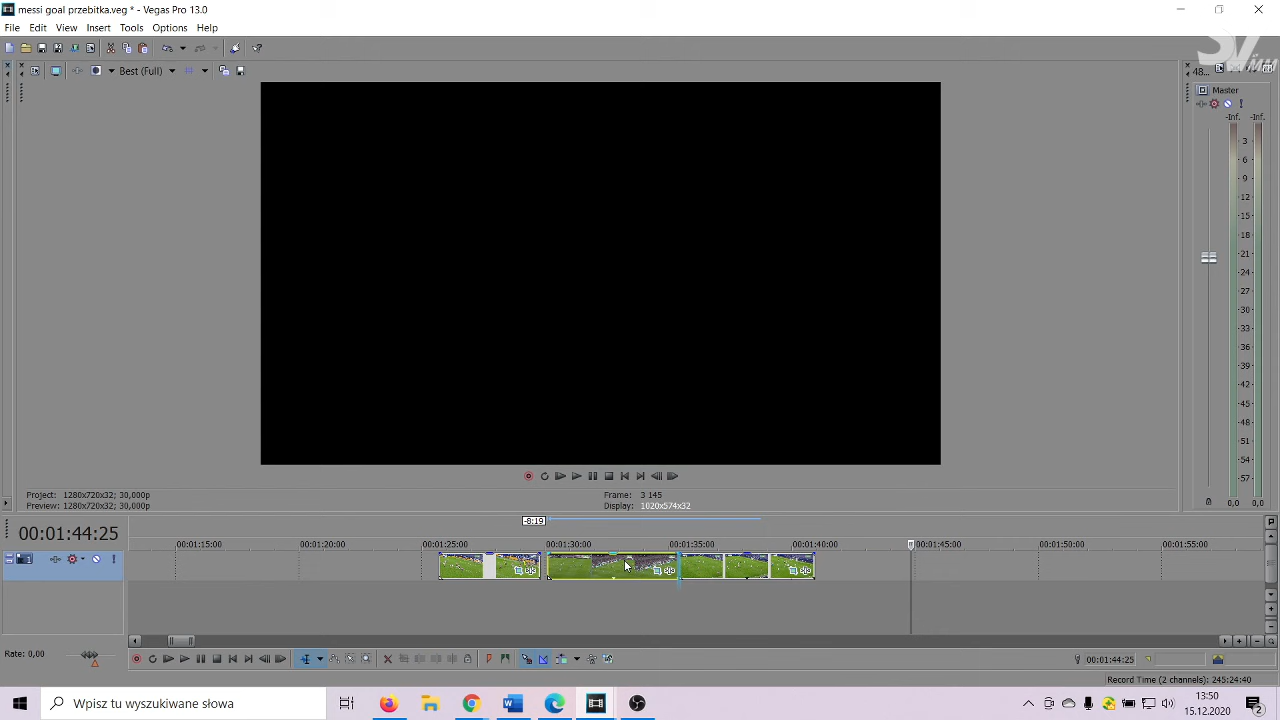 messi goal przebitka.veg * - Vegas Pro 13.0
File Edit View Insert Tools Options Help
Best (Full)
48...
Master
-Inf. -Inf.
3
6
9
12
15
18
21
24
27
30
33
36
39
42
45
48
51
54
57
0,0 0,0
Project: 1280x720x32; 30,000p
Preview: 1280x720x32; 30,000p
Frame: 3 145
Display: 1020x574x32
-8:19
00:01:44:25
00:01:15:00 00:01:20:00 00:01:25:00 00:01:30:00 00:01:35:00 00:01:40:00 00:01:45:00 00:01:50:00 00:01:55:00
Rate: 0,00
00:01:44:25
Record Time (2 channels): 245:24:40
Wpisz tu wyszukiwane słowo
13:50
15.12.2020
2